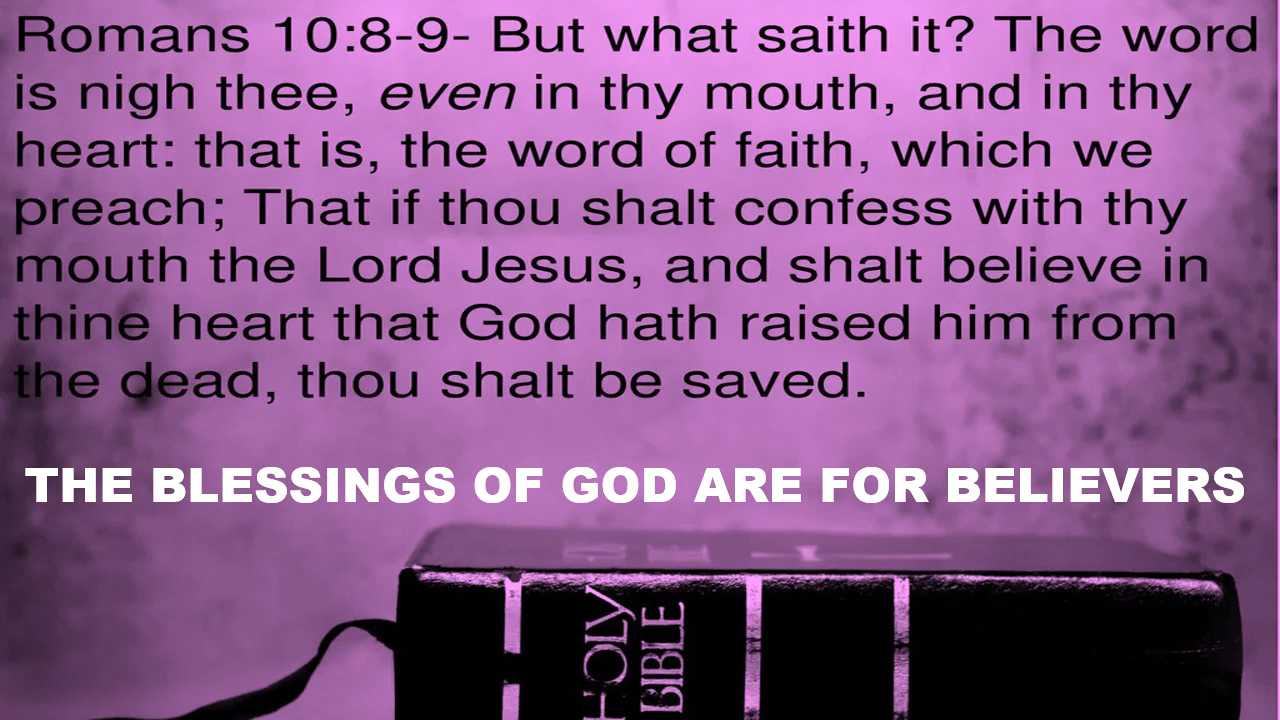 Romans 10:8-9- But what saith it? The word
is nigh thee, even in thy mouth, and in thy
heart: that is, the word of faith, which we
preach; That if thou shalt confess with thy
mouth the Lord Jesus, and shalt believe in
thine heart that God hath raised him from
the dead, thou shalt be saved.
THE BLESSINGS OF GOD ARE FOR BELIEVERS
HOLY
BIBLE